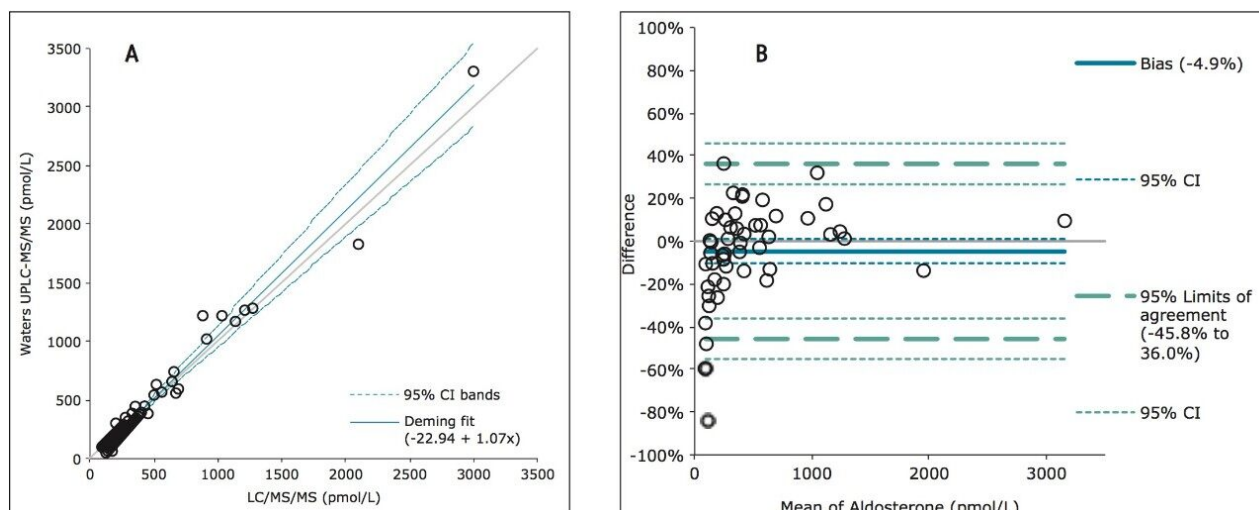 A
3500
3000
2500
2000
1500
1000
500
0
Waters UPLC-MS/MS (pmol/L)
95% CI bands
Deming fit
(-22.94 + 1.07x)
0
500
1000
1500
2000
2500
3000
3500
LC/MS/MS (pmol/L)
B
100%
80%
60%
40%
20%
0%
-20%
-40%
-60%
-80%
-100%
Difference
Bias (-4.9%)
95% CI
95% Limits of
agreement
(-45.8% to
36.0%)
95% CI
0
1000
2000
3000
Mean of Aldosterone (pmol/L)